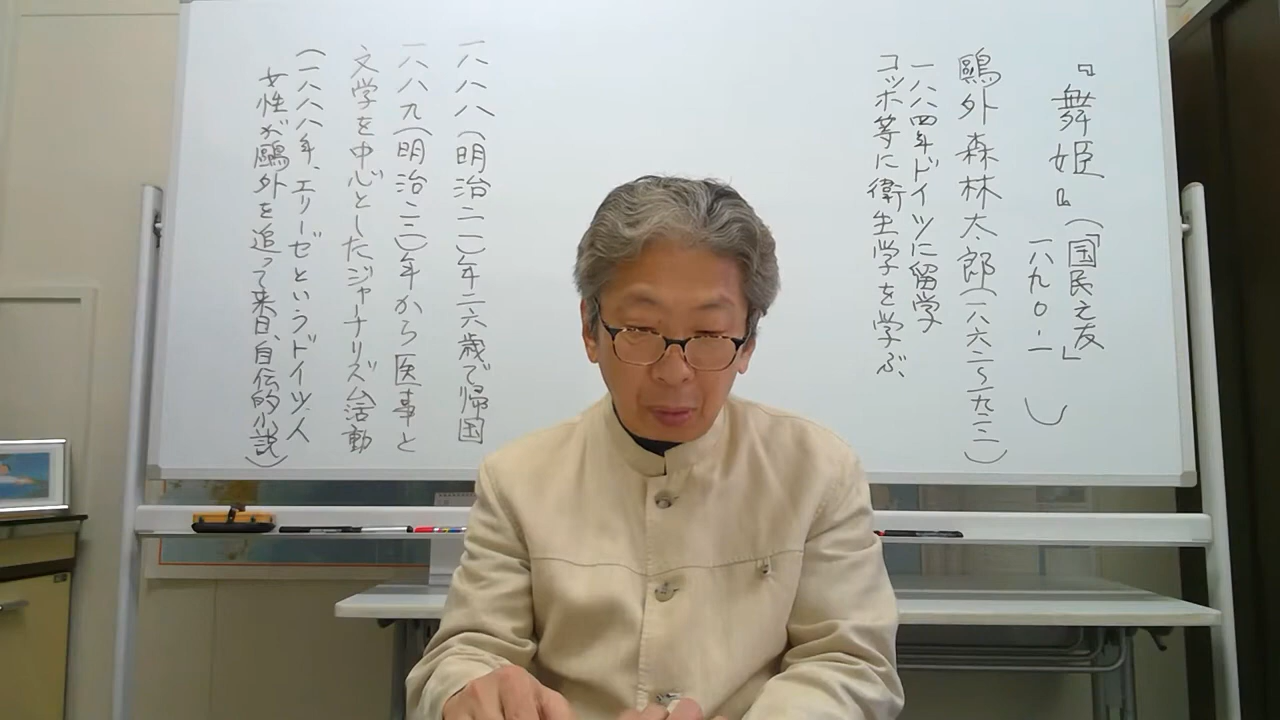 『舞姫』(「国民之友」
一八九〇・一)
鷗外森林太郎(一八六二〜一九二二)
一八八四年ドイツに留学
コッホ等に衛生学を学ぶ、
一八八八(明治二一)年二六歳で帰国
一八八九(明治二二)年から医事と
文学を中心としたジャーナリズム活動
(一八八八年、エリーゼというドイツ人
女性が鷗外を追って来日、自伝的小説)